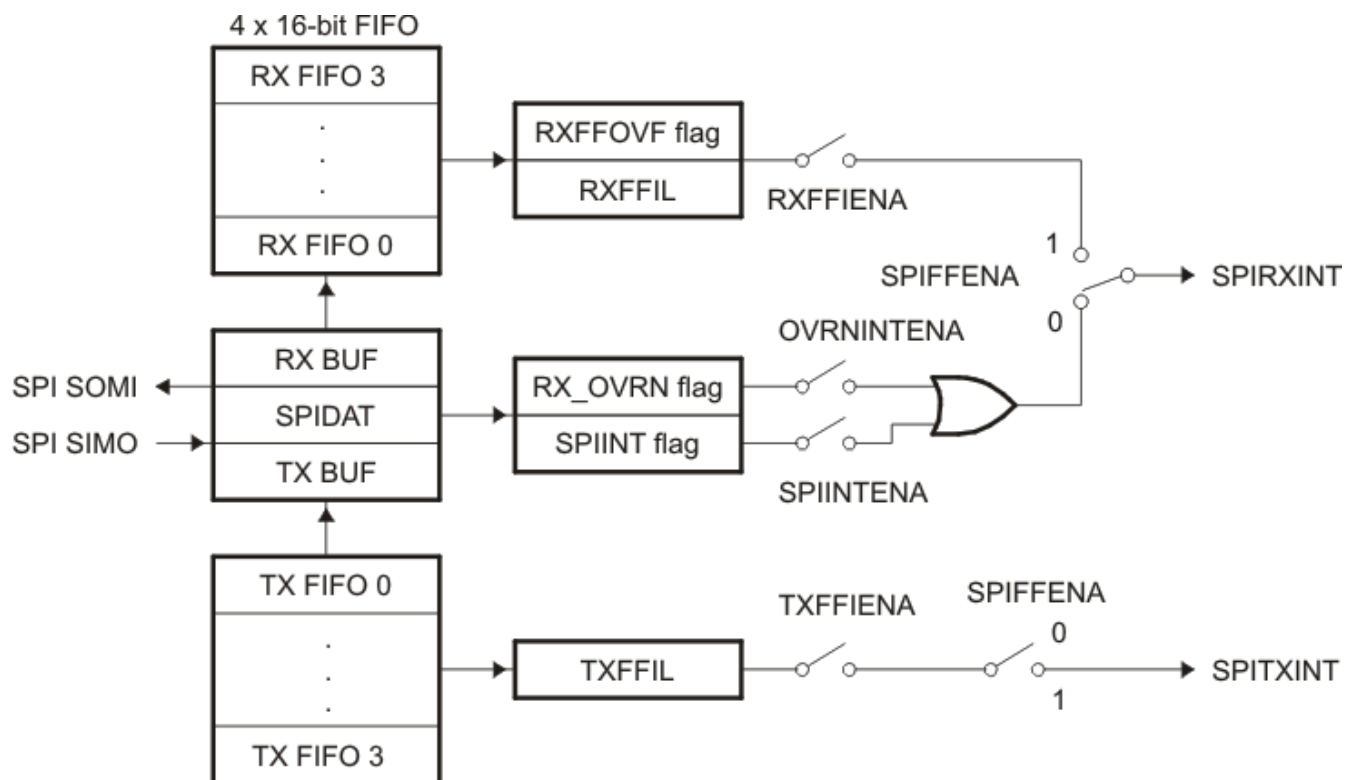 4 x 16-bit FIFO
RX FIFO 3
.
.
.
RX FIFO 0
RXFFOVF flag
RXFFIL
RXFFIENA
1
SPIFFENA
0
SPIRXINT
RX BUF
SPIDAT
TX BUF
SPI SOMI
SPI SIMO
RX_OVRN flag
SPIINT flag
OVRNINTENA
SPIINTENA
TX FIFO 0
.
.
.
TX FIFO 3
TXFFIL
TXFFIENA
SPIFFENA
0
1
SPITXINT